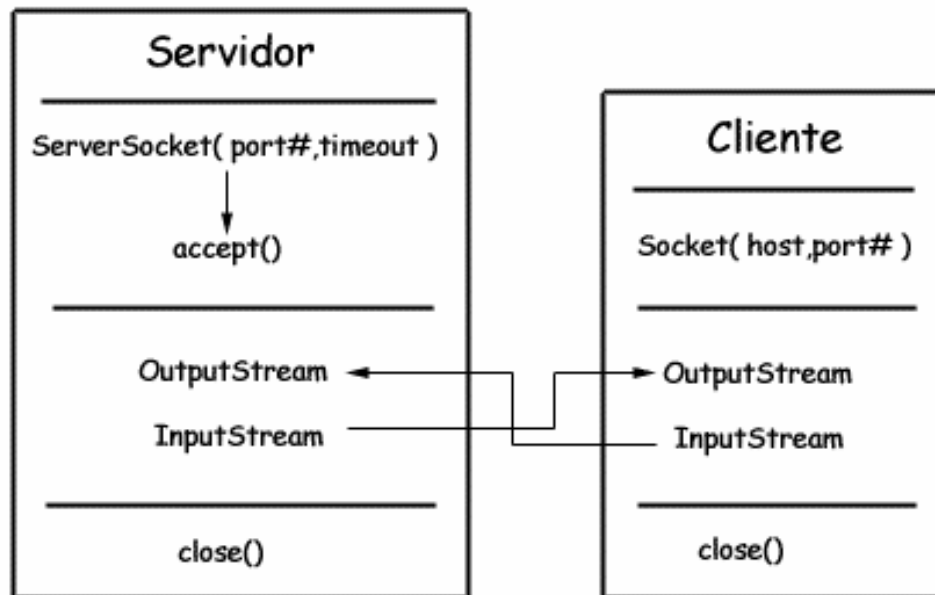 Servidor
ServerSocket( port#,timeout )
accept()
OutputStream
InputStream
close()
Cliente
Socket( host,port# )
OutputStream
InputStream
close()